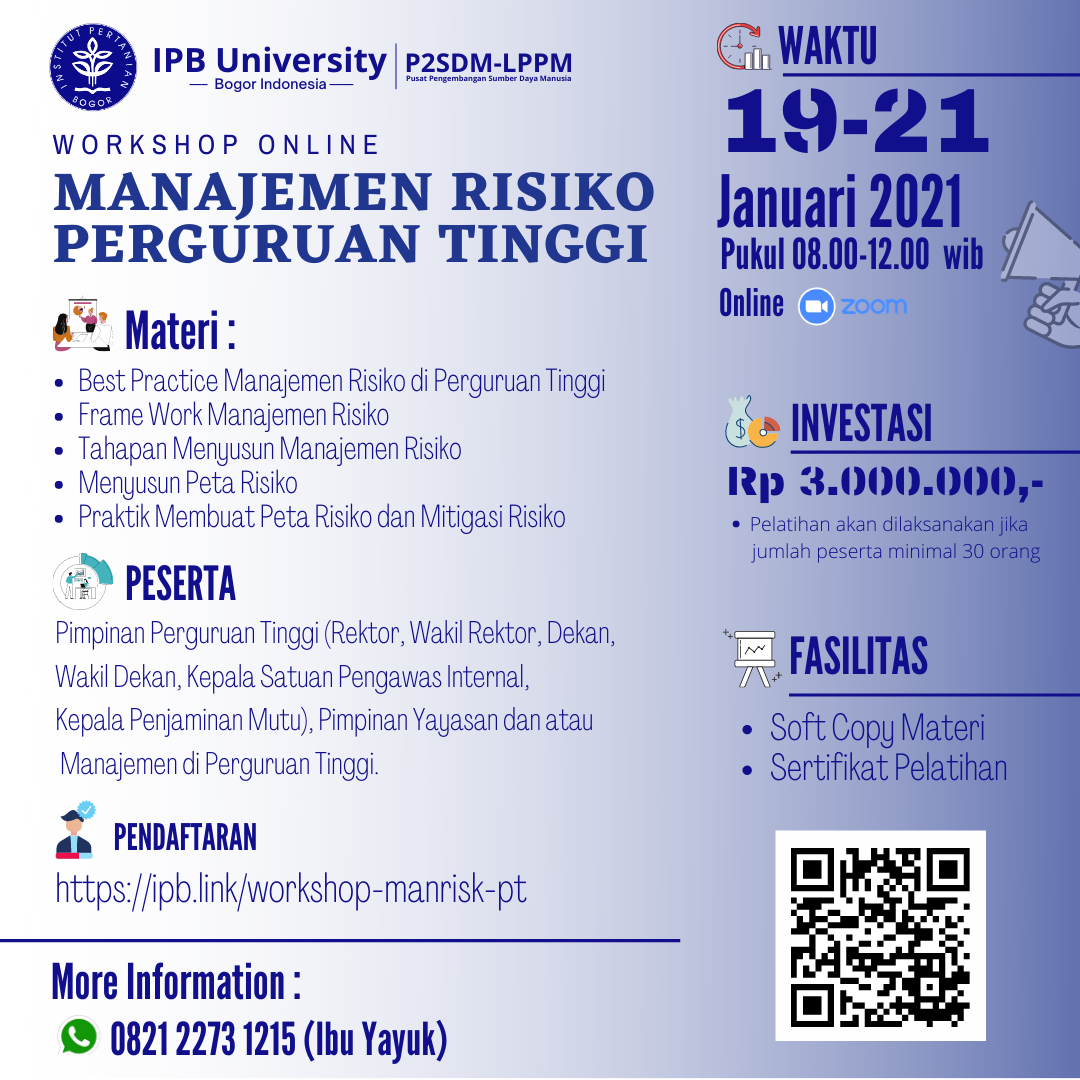 INSTITUT PERTANIAN
BOGOR
IPB University
Bogor Indonesia
P2SDM-LPPM
Pusat Pengembangan Sumber Daya Manusia
WORKSHOP ONLINE
MANAJEMEN RISIKO
PERGURUAN TINGGI
Materi :
• Best Practice Manajemen Risiko di Perguruan Tinggi
• Frame Work Manajemen Risiko
• Tahapan Menyusun Manajemen Risiko
• Menyusun Peta Risiko
• Praktik Membuat Peta Risiko dan Mitigasi Risiko
PESERTA
Pimpinan Perguruan Tinggi (Rektor, Wakil Rektor, Dekan,
Wakil Dekan, Kepala Satuan Pengawas Internal,
Kepala Penjaminan Mutu), Pimpinan Yayasan dan atau
Manajemen di Perguruan Tinggi.
PENDAFTARAN
https://ipb.link/workshop-manrisk-pt
More Information :
0821 2273 1215 (Ibu Yayuk)
WAKTU
19-21
Januari 2021
Pukul 08.00-12.00 wib
Online zoom
INVESTASI
Rp 3.000.000,-
• Pelatihan akan dilaksanakan jika
jumlah peserta minimal 30 orang
FASILITAS
• Soft Copy Materi
• Sertifikat Pelatihan